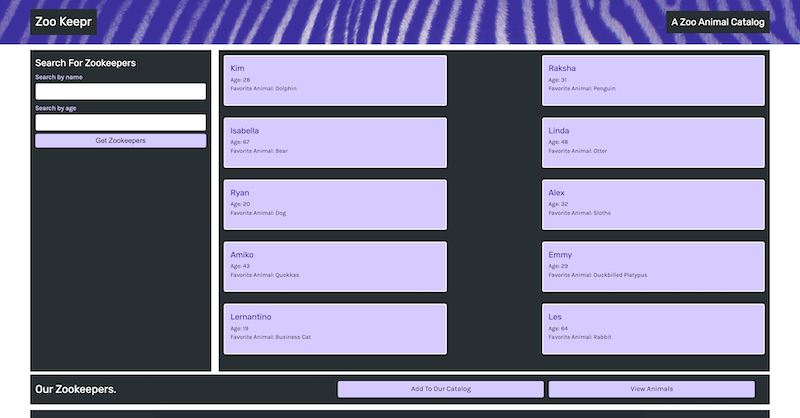 Zoo Keepr
A Zoo Animal Catalog
Search For Zookeepers
Search by name
Search by age
Get Zookeepers
Kim
Age: 28
Favorite Animal: Dolphin
Raksha
Age: 31
Favorite Animal: Penguin
Isabella
Age: 67
Favorite Animal: Bear
Linda
Age: 48
Favorite Animal: Otter
Ryan
Age: 20
Favorite Animal: Dog
Alex
Age: 32
Favorite Animal: Sloths
Amiko
Age: 43
Favorite Animal: Quokkas
Emmy
Age: 29
Favorite Animal: Duckbilled Platypus
Lernantino
Age: 19
Favorite Animal: Business Cat
Les
Age: 64
Favorite Animal: Rabbit
Our Zookeepers.
Add To Our Catalog
View Animals